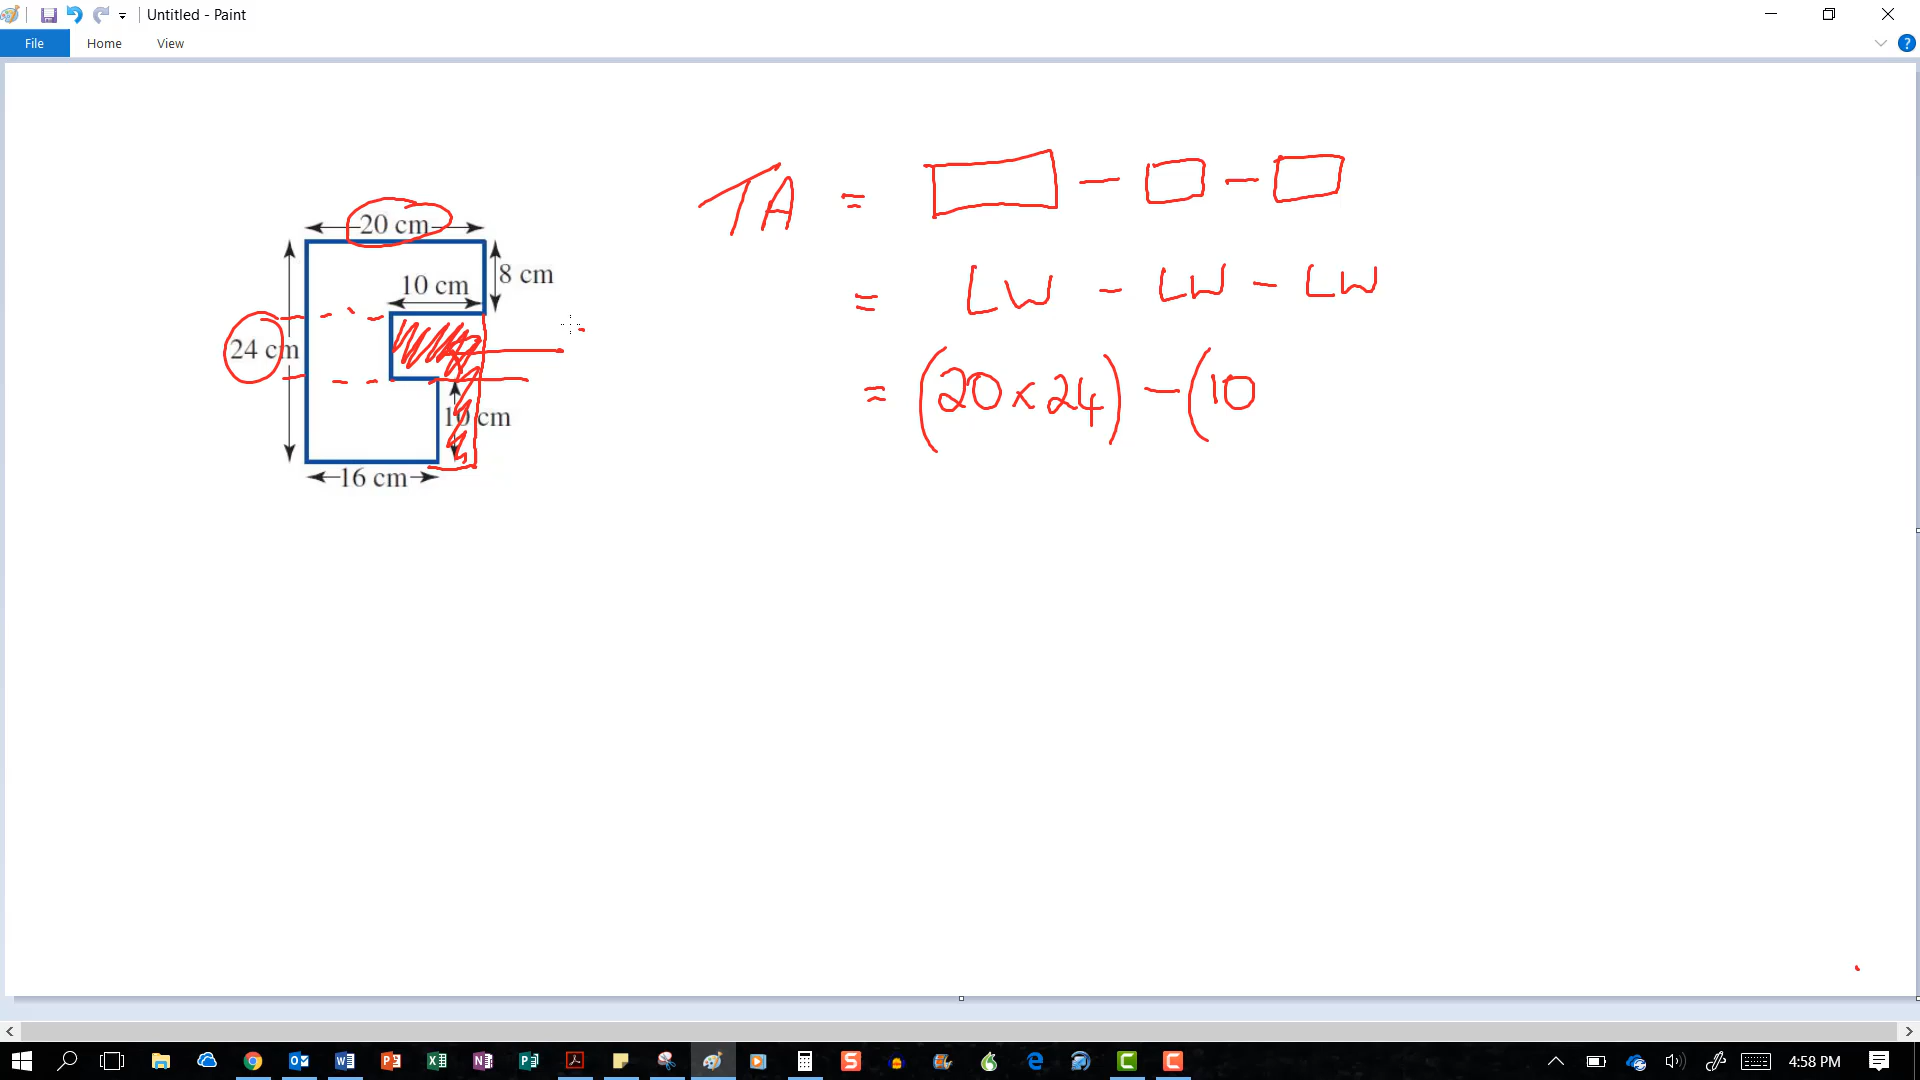 Untitled - Paint
File Home View
TA = - -
20 cm
8 cm
10 cm
= LW - LW - LW
24 cm
= (20 × 24) - (10
10 cm
16 cm
4:58 PM